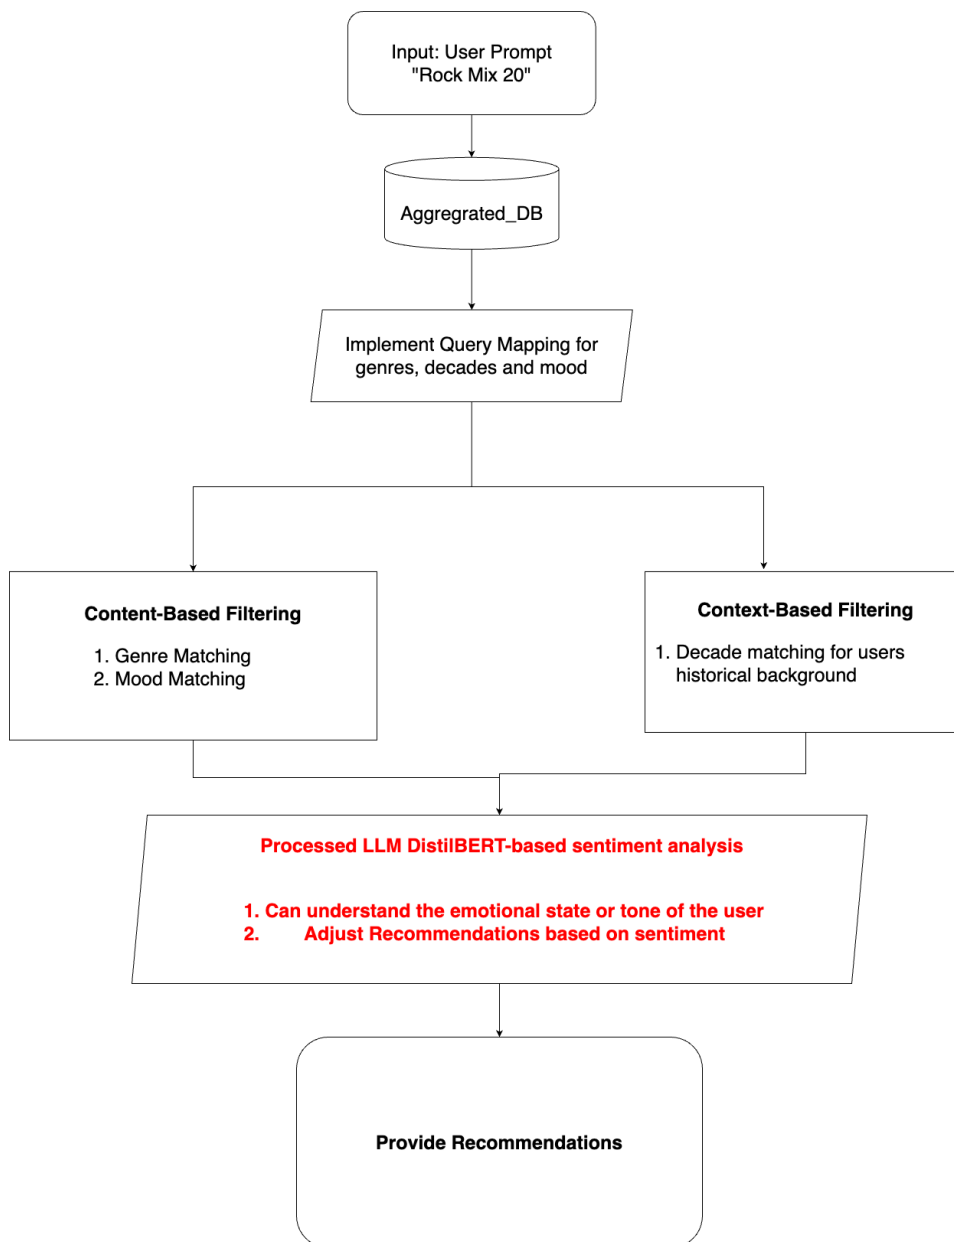 Input: User Prompt
"Rock Mix 20"
Aggregrated_DB
Implement Query Mapping for
genres, decades and mood
Content-Based Filtering
1. Genre Matching
2. Mood Matching
Context-Based Filtering
1. Decade matching for users
historical background
Processed LLM DistilBERT-based sentiment analysis
1. Can understand the emotional state or tone of the user
2. Adjust Recommendations based on sentiment
Provide Recommendations